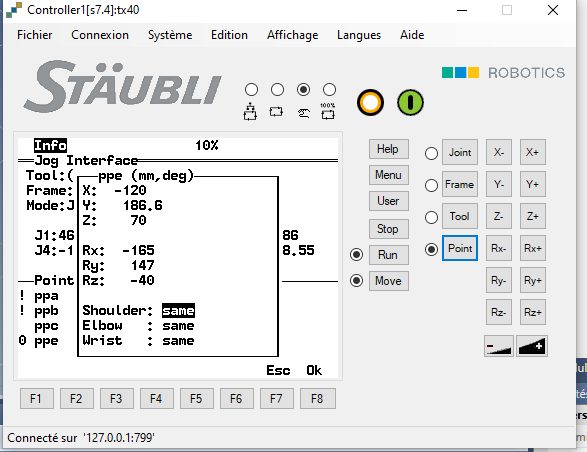 Controller1[s7.4]:tx40
Fichier Connexion Système Edition Affichage Langues Aide
STÄUBLI
ROBOTICS
100%
Info 10%
Jog Interface
Tool:(
Frame:
Mode:J
J1:46 86
J4:-1 8.55
Point
! ppa
! ppb
ppc
0 ppe
ppe (mm,deg)
X: -120
Y: 186.6
Z: 70
Rx: -165
Ry: 147
Rz: -40
Shoulder: same
Elbow : same
Wrist : same
Esc Ok
F1 F2 F3 F4 F5 F6 F7 F8
Help
Menu
User
Stop
Run
Move
Joint X- X+
Frame Y- Y+
Tool Z- Z+
Point Rx- Rx+
Ry- Ry+
Rz- Rz+
- +
Connecté sur '127.0.0.1:799'